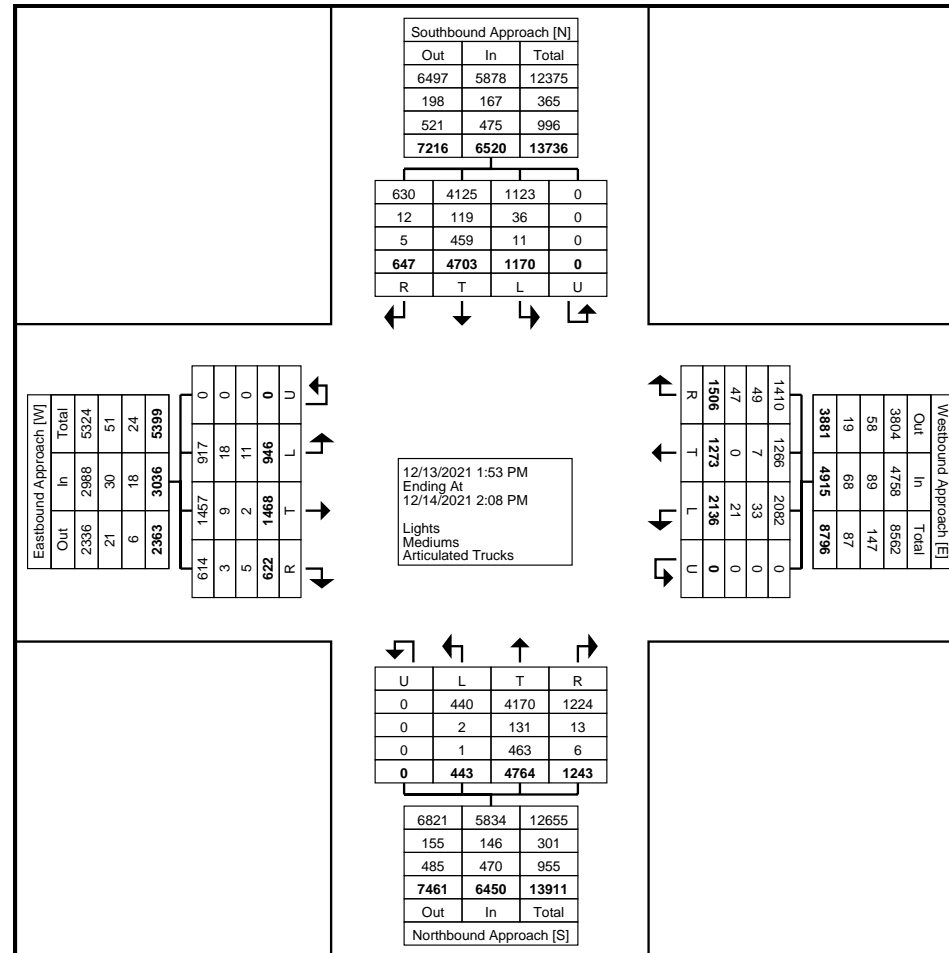 Southbound Approach [N]
Out In Total
6497 5878 12375
198 167 365
521 475 996
7216 6520 13736
630 4125 1123 0
12 119 36 0
5 459 11 0
647 4703 1170 0
R T L U
Eastbound Approach [W]
Out In Total
2336 2988 5324
21 30 51
6 18 24
2363 3036 5399
614 1457 917 0
3 9 18 0
5 2 11 0
622 1468 946 0
R T L U
12/13/2021 1:53 PM
Ending At
12/14/2021 2:08 PM
Lights
Mediums
Articulated Trucks
Westbound Approach [E]
Out In Total
3804 4758 8562
58 89 147
19 68 87
3881 4915 8796
1410 1266 2082 0
49 7 33 0
47 0 21 0
1506 1273 2136 0
R T L U
U L T R
0 440 4170 1224
0 2 131 13
0 1 463 6
0 443 4764 1243
6821 5834 12655
155 146 301
485 470 955
7461 6450 13911
Out In Total
Northbound Approach [S]